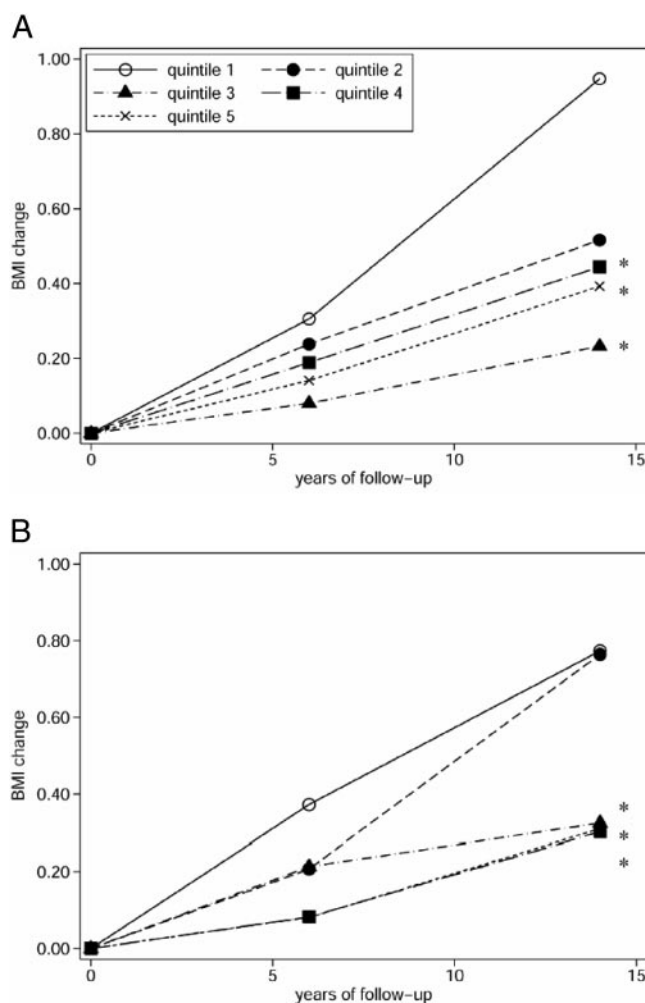 A
quintile 1 quintile 2
quintile 3 quintile 4
quintile 5
1.00
0.80
0.60
0.40
0.20
0.00
BMI change
*
*
*
0 5 10 15
years of follow-up
B
1.00
0.80
0.60
0.40
0.20
0.00
BMI change
*
*
*
0 5 10 15
years of follow-up